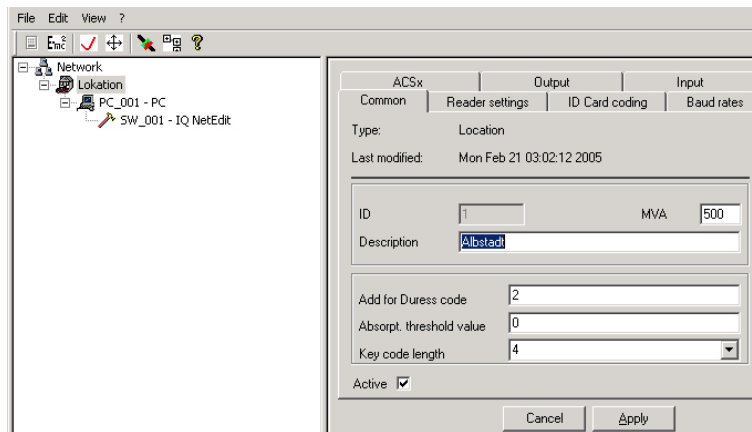 File Edit View ?
Emc²
Network
Lokation
PC_001 - PC
SW_001 - IQ NetEdit
ACSx Output Input
Common Reader settings ID Card coding Baud rates
Type: Location
Last modified: Mon Feb 21 03:02:12 2005
ID 1 MVA 500
Description Albstadt
Add for Duress code 2
Absorpt. threshold value 0
Key code length 4
Active
Cancel Apply